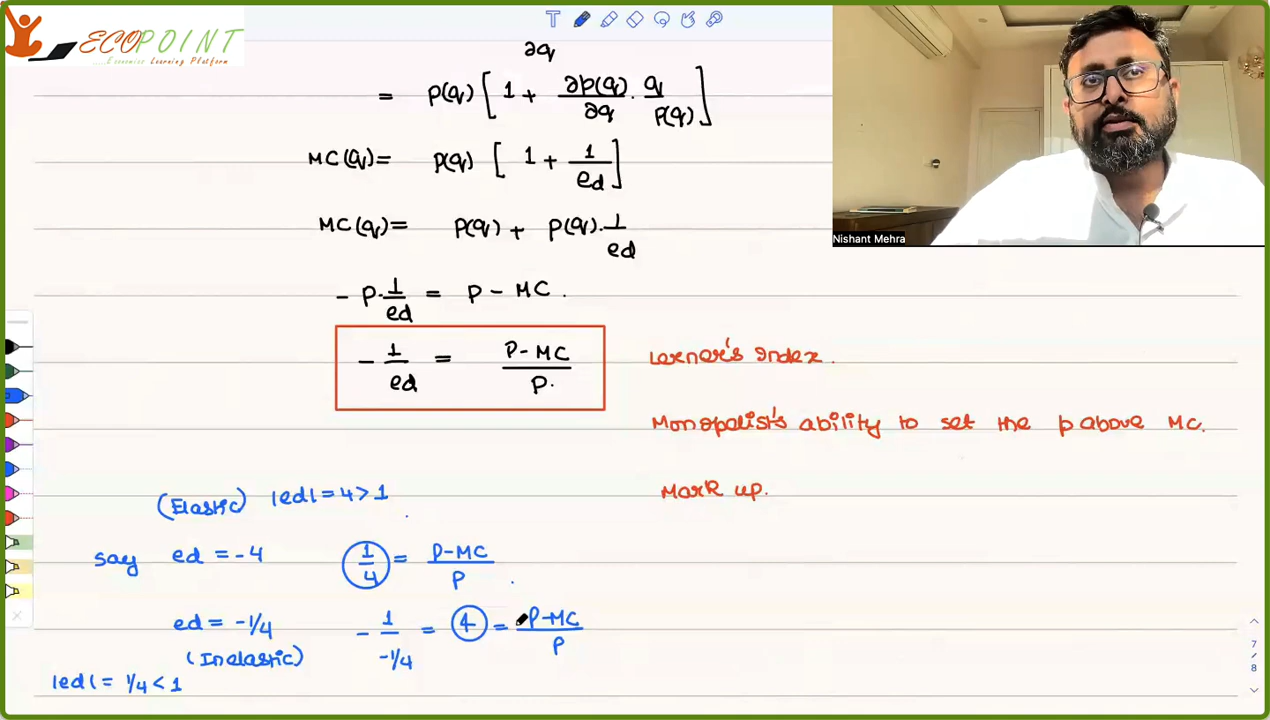 ECOPOINT
Economics Learning Platform
∂q
= p(q) [ 1 + ∂p(q)/∂q · q/p(q) ]
MC(q) = p(q) [ 1 + 1/ed ]
MC(q) = p(q) + p(q) · 1/ed
- P · 1/ed = P - MC .
- 1/ed = P-MC/P.
Lerner's Index .
Monopolist's ability to set the p above MC.
Mark up.
(Elastic) |ed| = 4 > 1
say ed = -4 1/4 = P-MC/P .
ed = -1/4 - 1/-1/4 = 4 = P-MC/P
(Inelastic)
|ed| = 1/4 < 1
Nishant Mehra
T
7
/
8